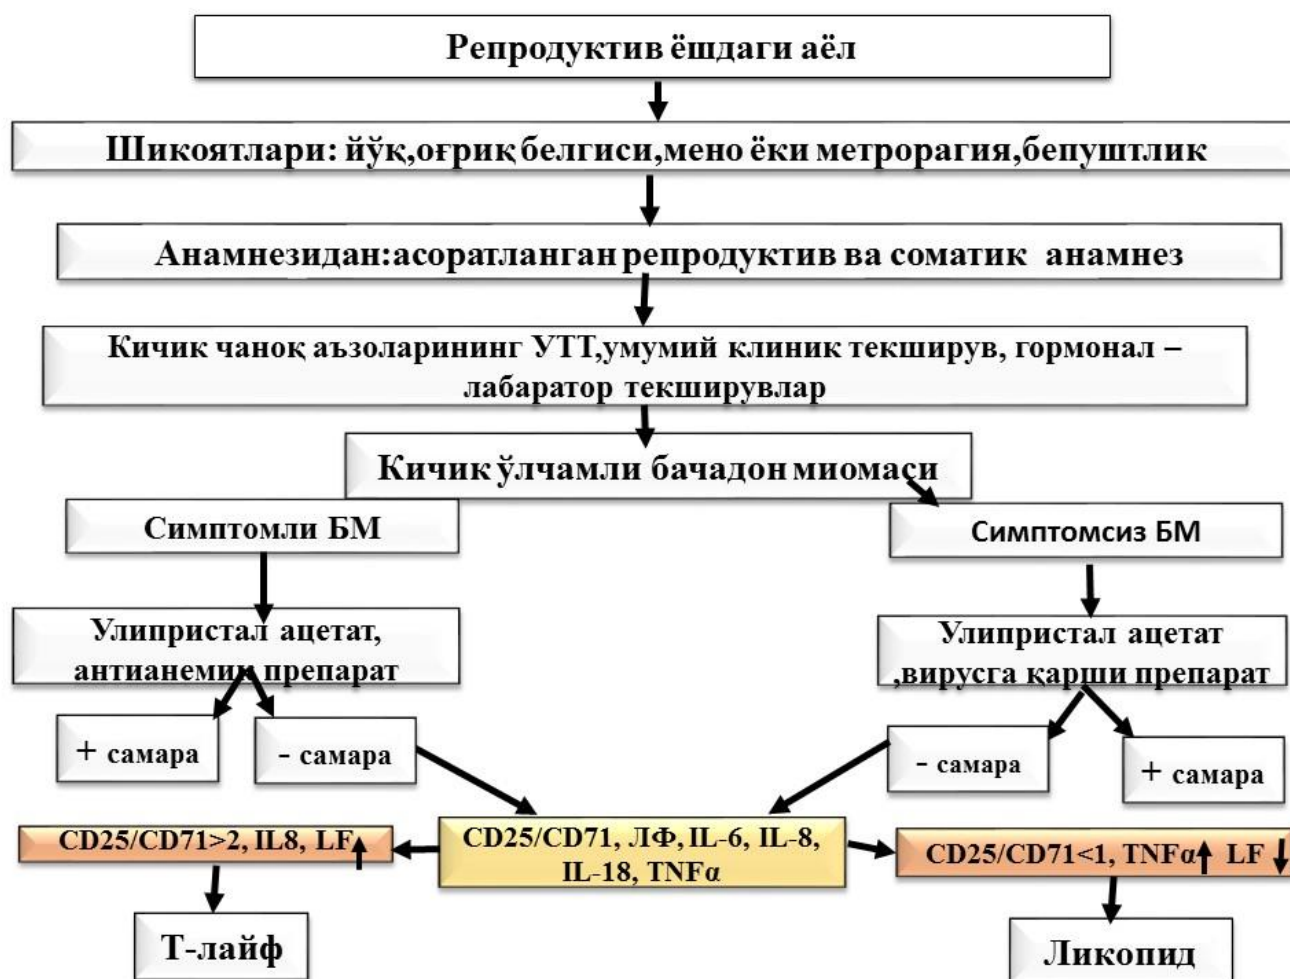 Репродуктив ёшдаги аёл
Шикоятлари: йўқ,оғриқ белгиси,мено ёки метрорагия,бепуштлик
Анамнезидан:асоратланган репродуктив ва соматик анамнез
Кичик чаноқ аъзоларининг УТТ,умумий клиник текширув, гормонал –
лабаратор текширувлар
Кичик ўлчамли бачадон миомаси
Симптомли БМ
Симптомсиз БМ
Улипристал ацетат,
антианемик препарат
Улипристал ацетат
,вирусга қарши препарат
+ самара
- самара
- самара
+ самара
CD25/CD71>2, IL8, LF
CD25/CD71, ЛФ, IL-6, IL-8,
IL-18, TNFα
CD25/CD71<1, TNFα LF
Т-лайф
Ликопид